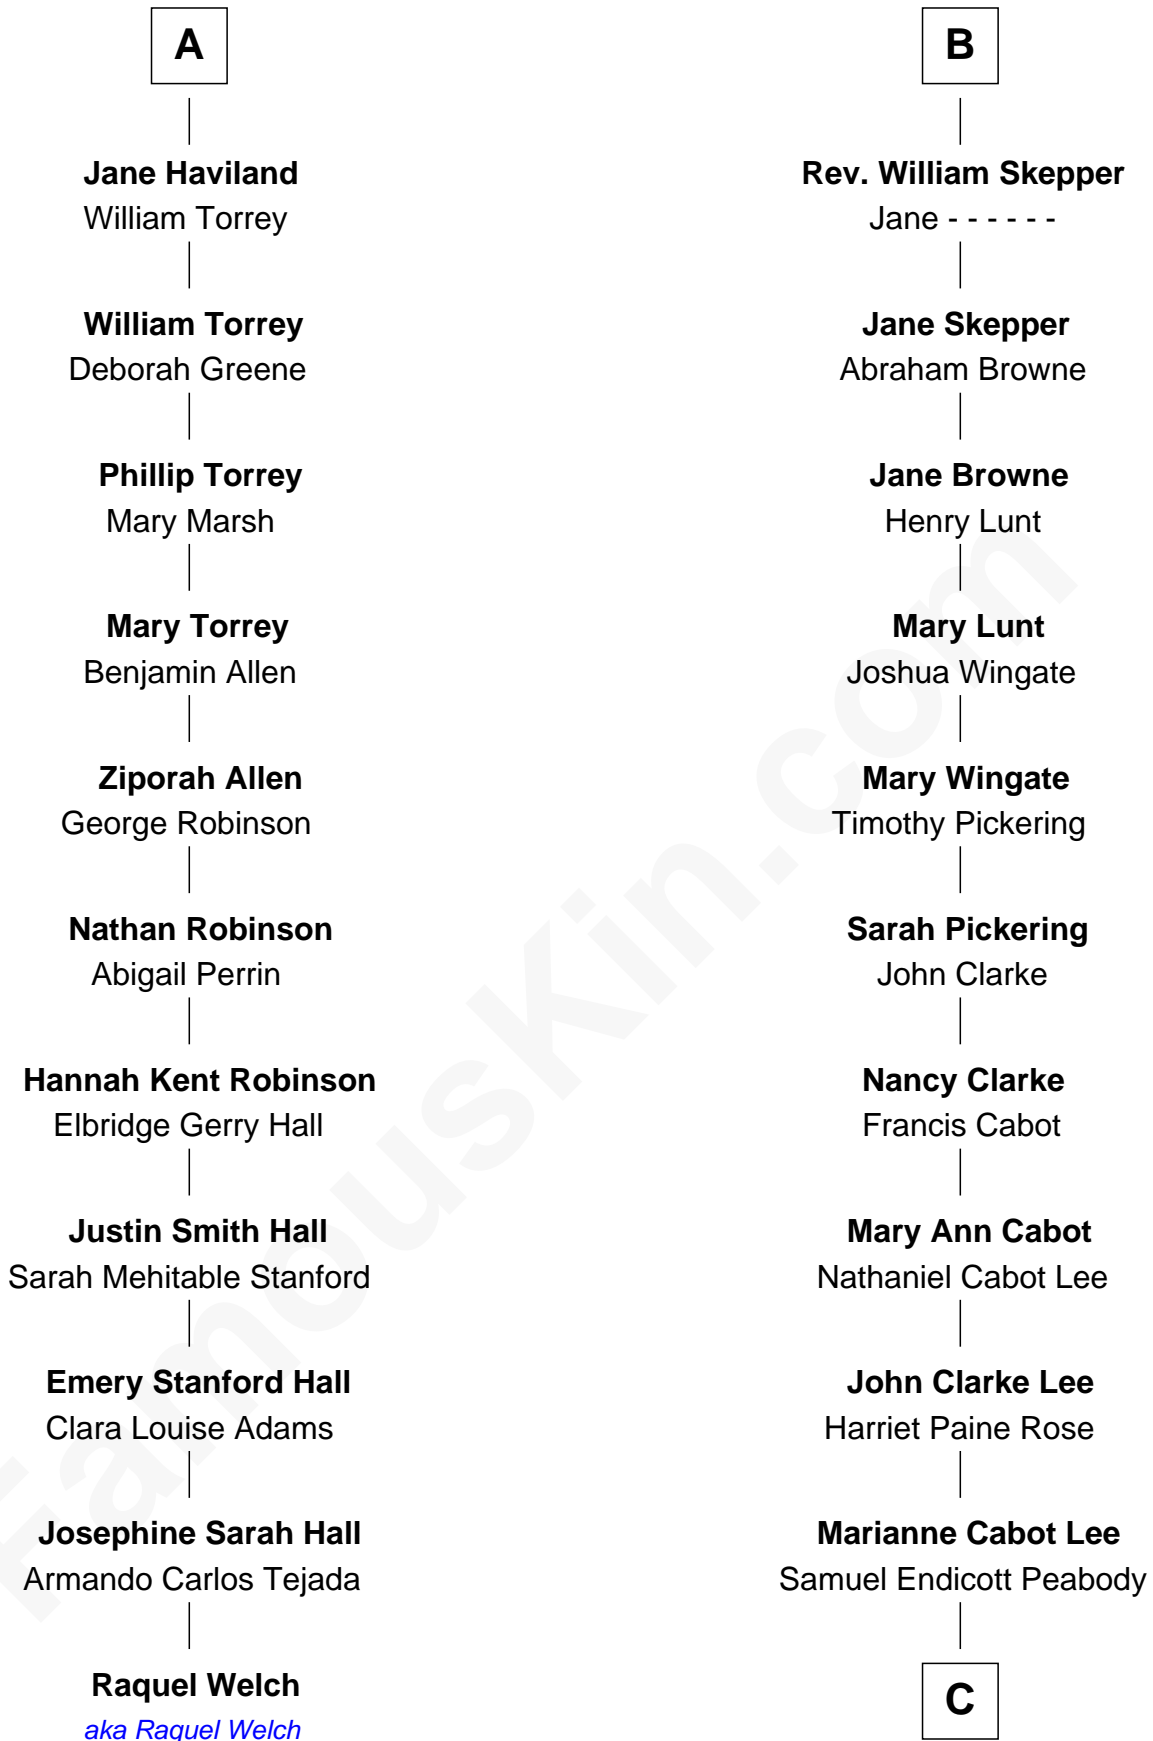 A
Jane Haviland
William Torrey
William Torrey
Deborah Greene
Phillip Torrey
Mary Marsh
Mary Torrey
Benjamin Allen
Ziporah Allen
George Robinson
Nathan Robinson
Abigail Perrin
Hannah Kent Robinson
Elbridge Gerry Hall
Justin Smith Hall
Sarah Mehitable Stanford
Emery Stanford Hall
Clara Louise Adams
Josephine Sarah Hall
Armando Carlos Tejada
Raquel Welch
aka Raquel Welch
B
Rev. William Skepper
Jane - - - - - -
Jane Skepper
Abraham Browne
Jane Browne
Henry Lunt
Mary Lunt
Joshua Wingate
Mary Wingate
Timothy Pickering
Sarah Pickering
John Clarke
Nancy Clarke
Francis Cabot
Mary Ann Cabot
Nathaniel Cabot Lee
John Clarke Lee
Harriet Paine Rose
Marianne Cabot Lee
Samuel Endicott Peabody
C
FamousKin.com